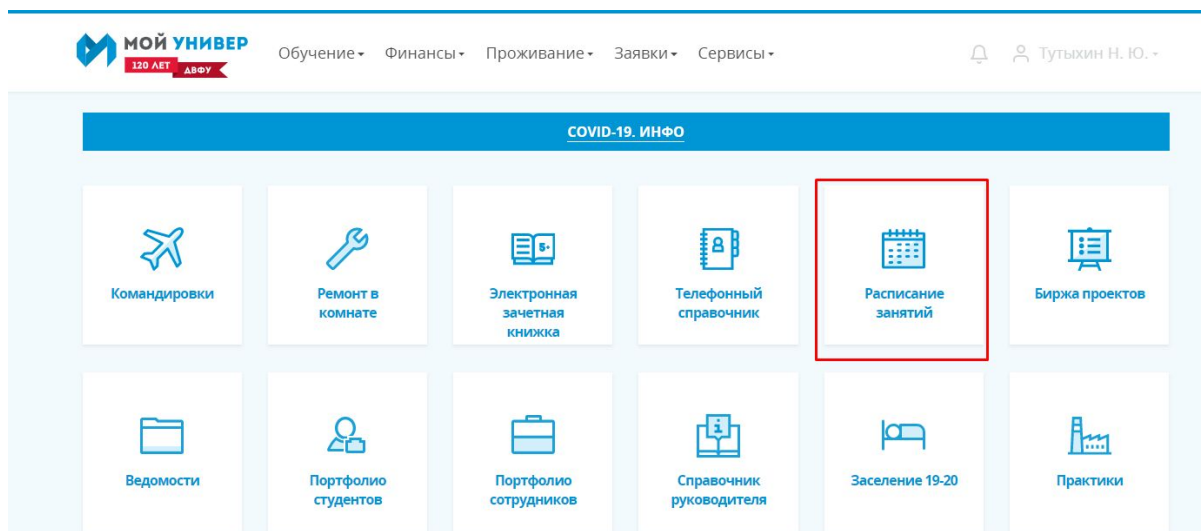 МОЙ УНИВЕР
120 ЛЕТ ДВФУ
Обучение Финансы Проживание Заявки Сервисы
Тутыхин Н. Ю.
COVID-19. ИНФО
5+
Командировки
Ремонт в
комнате
Электронная
зачетная
книжка
Телефонный
справочник
Расписание
занятий
Биржа проектов
i
Ведомости
Портфолио
студентов
Портфолио
сотрудников
Справочник
руководителя
Заселение 19-20
Практики